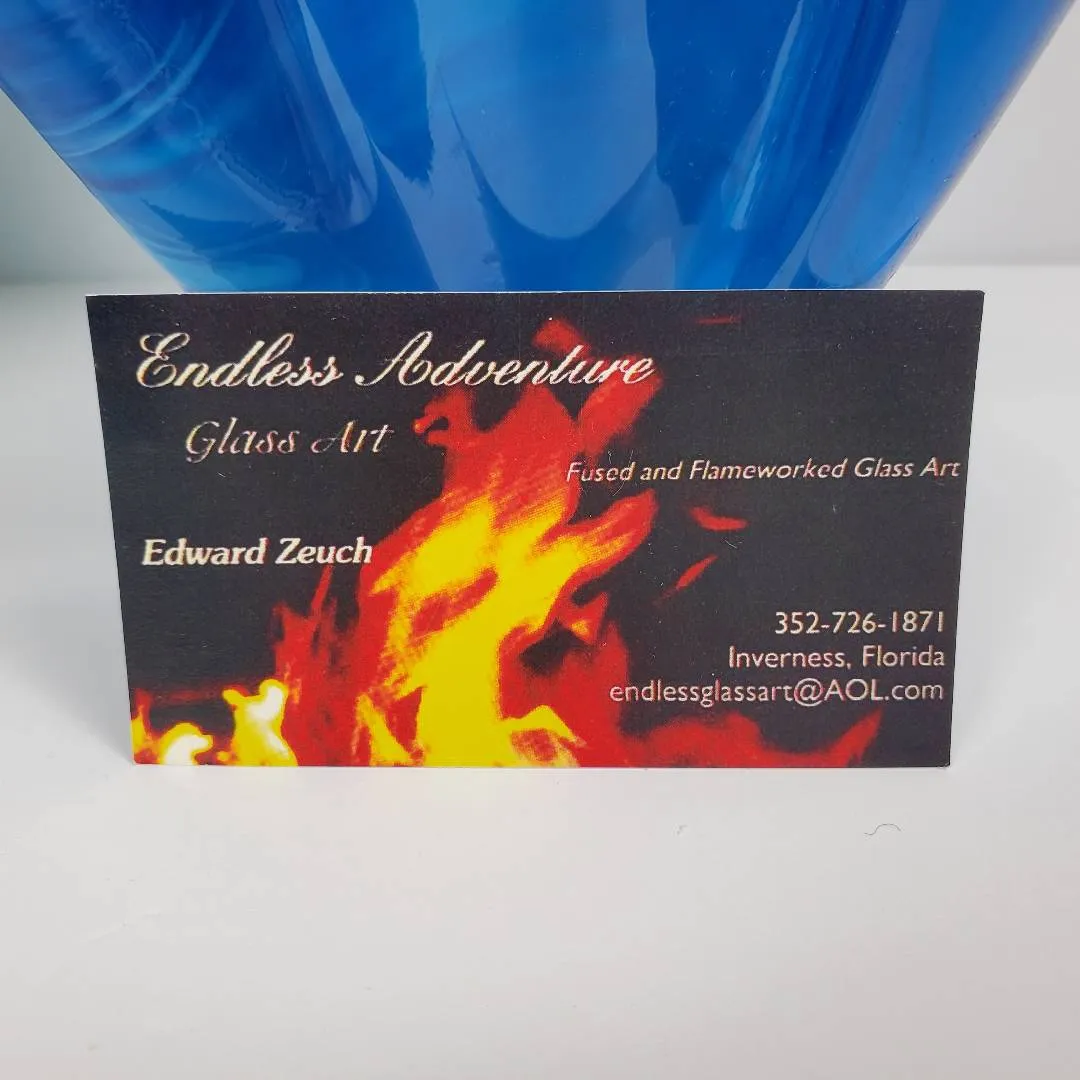 Endless Adventure
Glass Art
Fused and Flameworked Glass Art
Edward Zeuch
352-726-1871
Inverness, Florida
endlessglassart@AOL.com